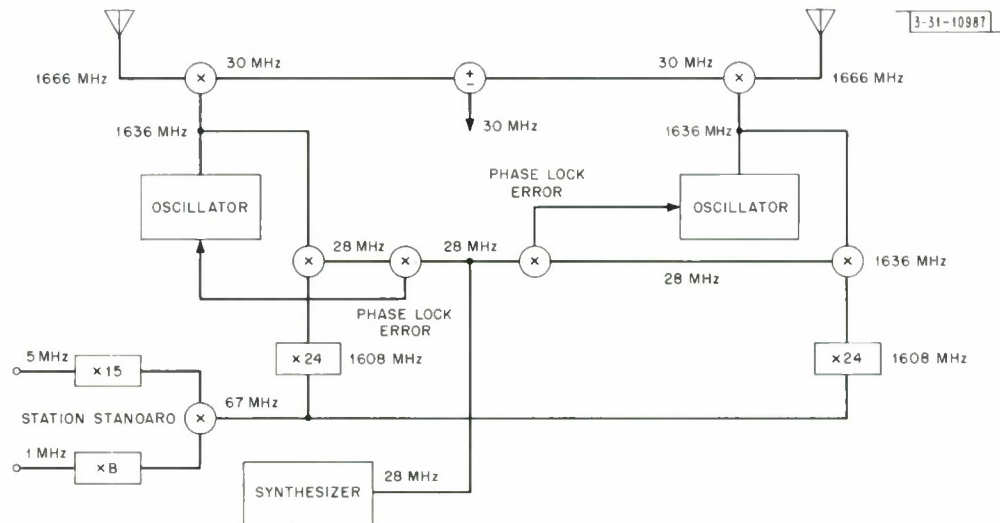 3-31-10987
30 MHz
+
−
30 MHz
1666 MHz
×
×
1666 MHz
30 MHz
1636 MHz
1636 MHz
PHASE LOCK
ERROR
OSCILLATOR
OSCILLATOR
28 MHz
28 MHz
×
×
×
×
1636 MHz
28 MHz
PHASE LOCK
ERROR
×24
1608 MHz
×24
1608 MHz
5 MHz
×15
67 MHz
STATION STANOARO
×
1 MHz
×8
28 MHz
SYNTHESIZER